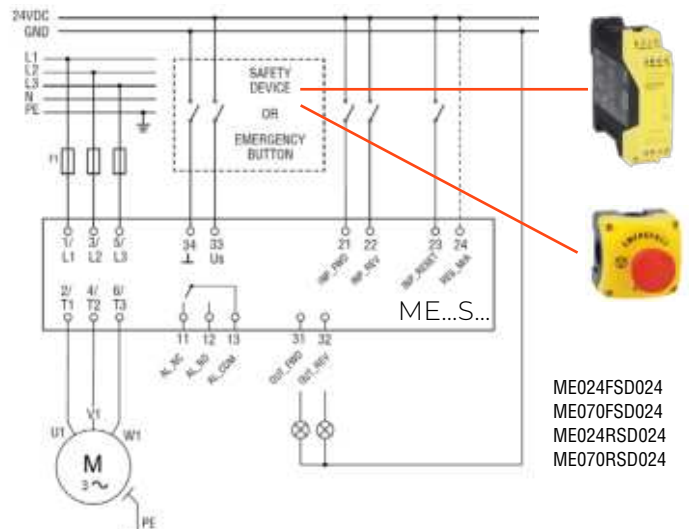 24VDC
GND
L1
L2
L3
N
PE
SAFETY
DEVICE
OR
EMERGENCY
BUTTON
F1
1/ 3/ 5/ 34 33 21 22 23 24
L1 L2 L3 ⊥ Us INP_FWD INP_REV INP_RESET REV_MAN
2/ 4/ 6/
T1 T2 T3
ME...S...
11 12 13 31 32
AL_NC AL_NO AL_COM OUT_FWD OUT_REV
V1
U1 W1
M
3~
PE
EMERGENCY
ME024FSD024
ME070FSD024
ME024RSD024
ME070RSD024